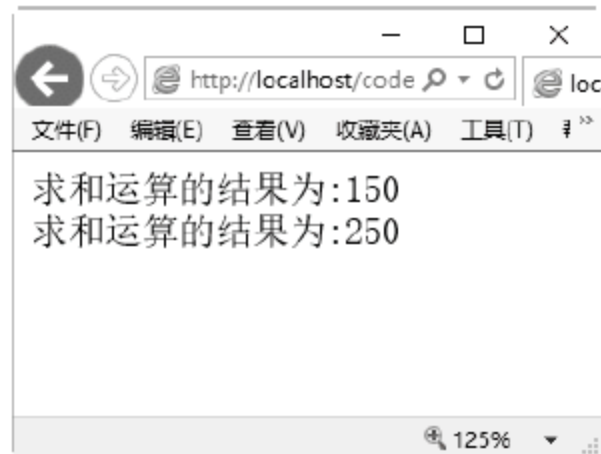 http://localhost/code
loc
文件(F) 编辑(E) 查看(V) 收藏夹(A) 工具(T)
求和运算的结果为:150
求和运算的结果为:250
125%